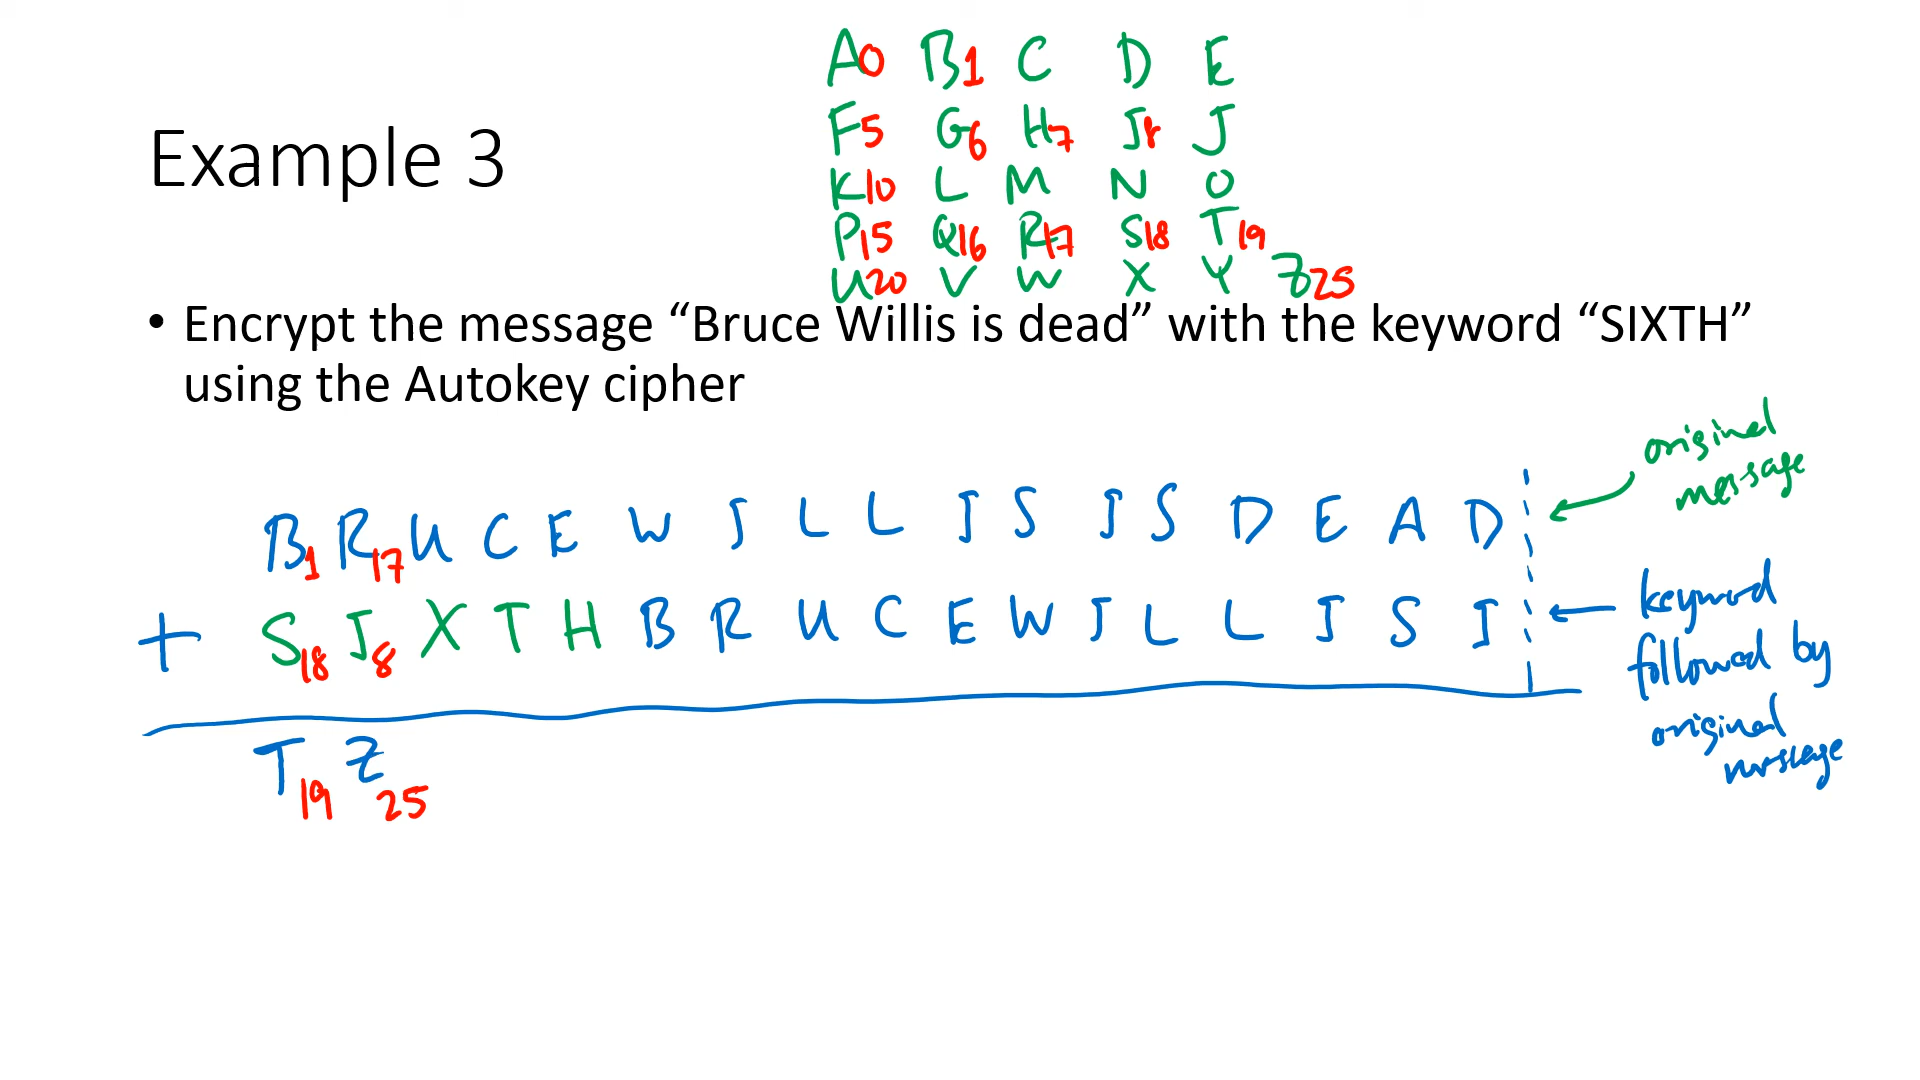 A0 B1 C D E
F5 G6 H7 I8 J
K10 L M N O
P15 Q16 R17 S18 T19
U20 V W X Y Z25
Example 3
• Encrypt the message “Bruce Willis is dead” with the keyword “SIXTH”
using the Autokey cipher
original
message
B1 R17 U C E W I L L I S I S D E A D
+ S18 I8 X T H B R U C E W I L L I S I
keyword
followed by
original
message
T19 Z25